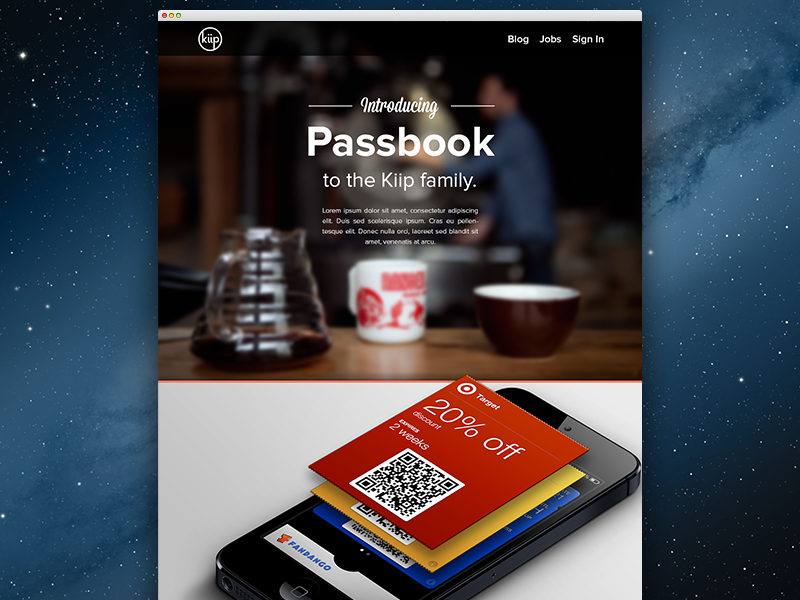 kiip
Blog Jobs Sign In
Introducing
Passbook
to the Kiip family.
Lorem ipsum dolor sit amet, consectetur adipiscing
elit. Duis sed scelerisque ipsum. Cras eu pellen-
tesque elit. Donec nulla orci, laoreet sed blandit sit
amet, venenatis at arcu.
Target
20% off
discount
EXPIRES
2 weeks
FANDANGO